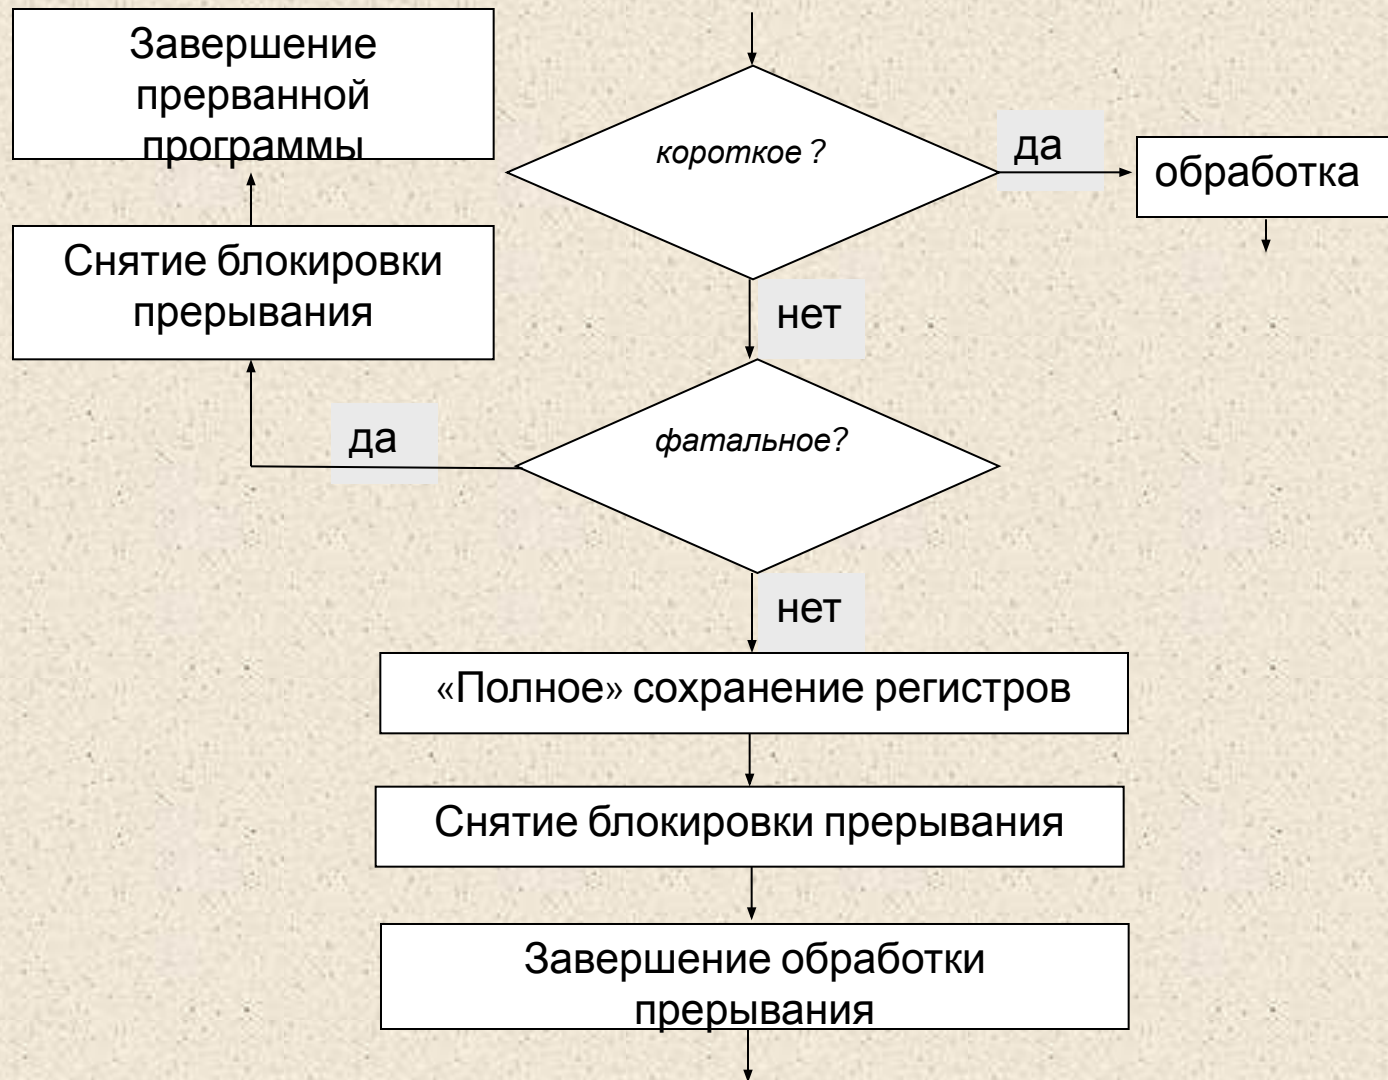 Завершение
прерванной
программы
короткое ?
да
обработка
Снятие блокировки
прерывания
нет
да
фатальное?
нет
«Полное» сохранение регистров
Снятие блокировки прерывания
Завершение обработки
прерывания